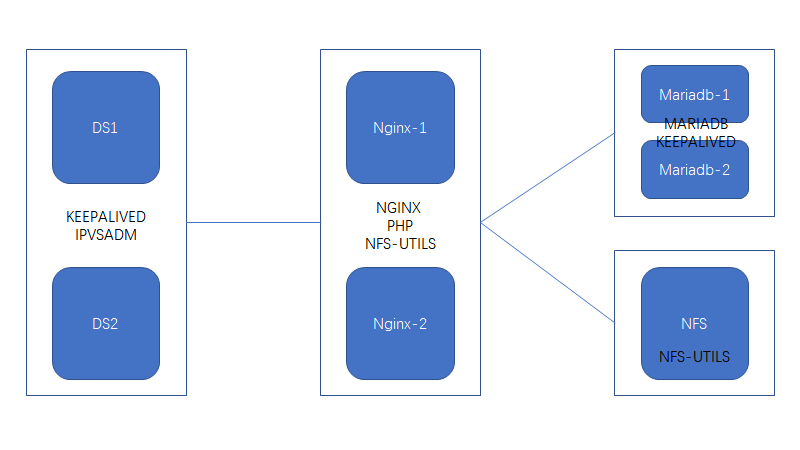 DS1
KEEPALIVED
IPVSADM
DS2
Nginx-1
NGINX
PHP
NFS-UTILS
Nginx-2
Mariadb-1
MARIADB
KEEPALIVED
Mariadb-2
NFS
NFS-UTILS